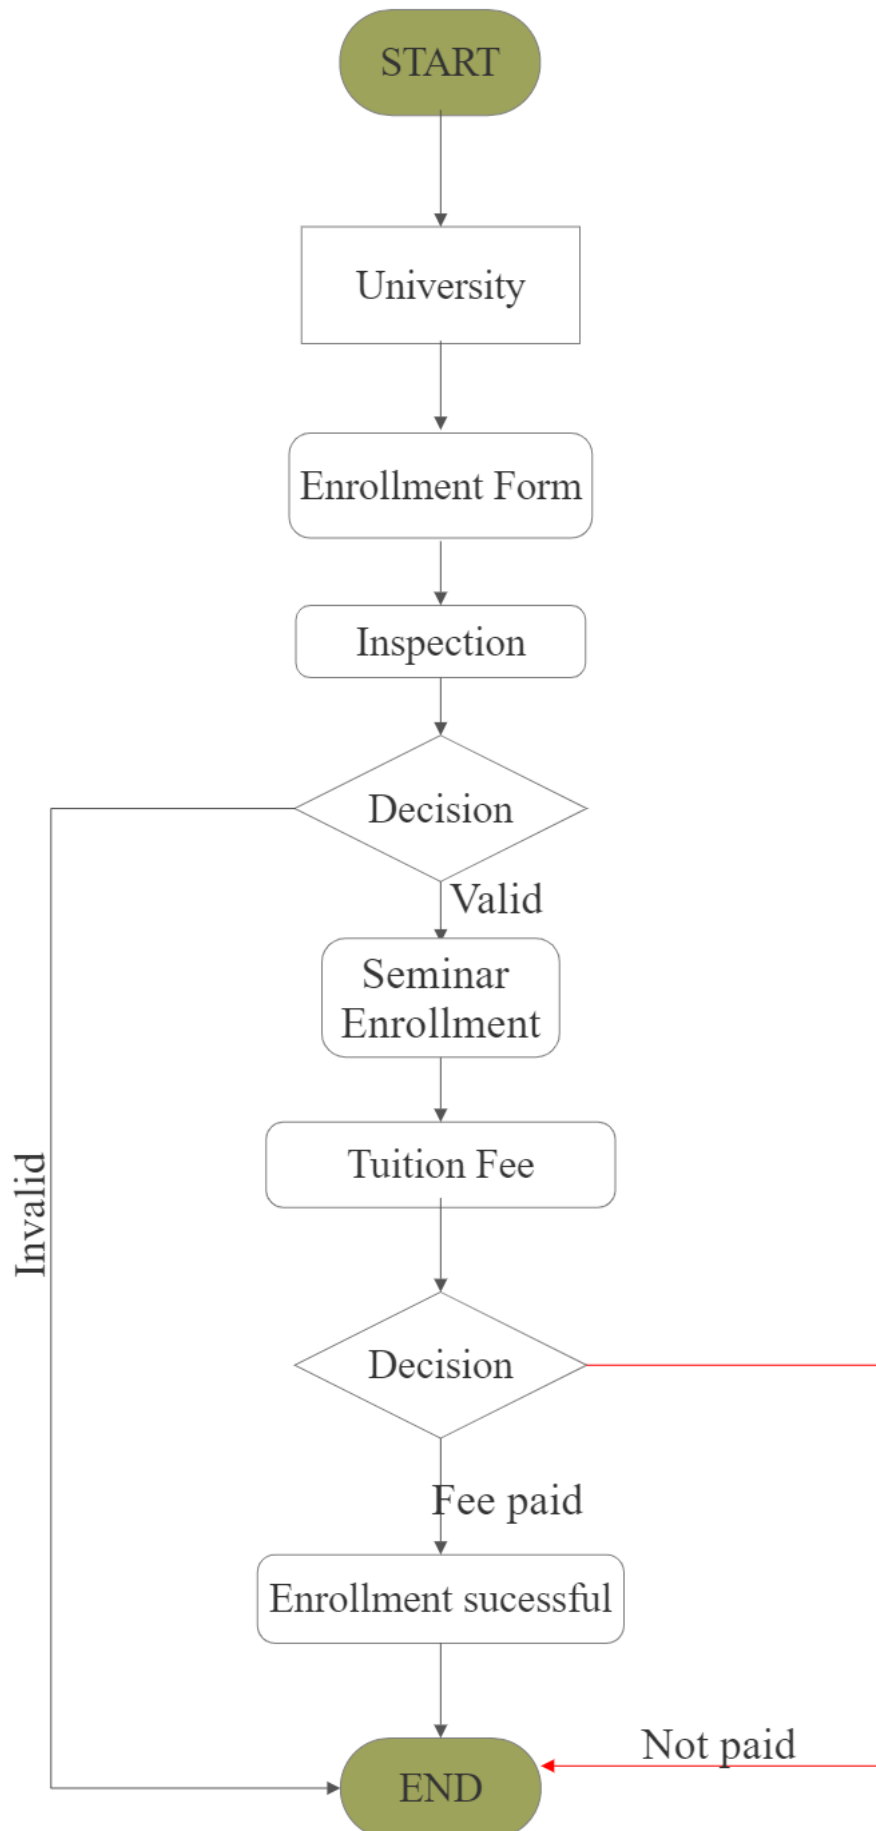 START
University
Enrollment Form
Inspection
Decision
Valid
Seminar
Enrollment
Tuition Fee
Invalid
Decision
Fee paid
Enrollment sucessful
Not paid
END